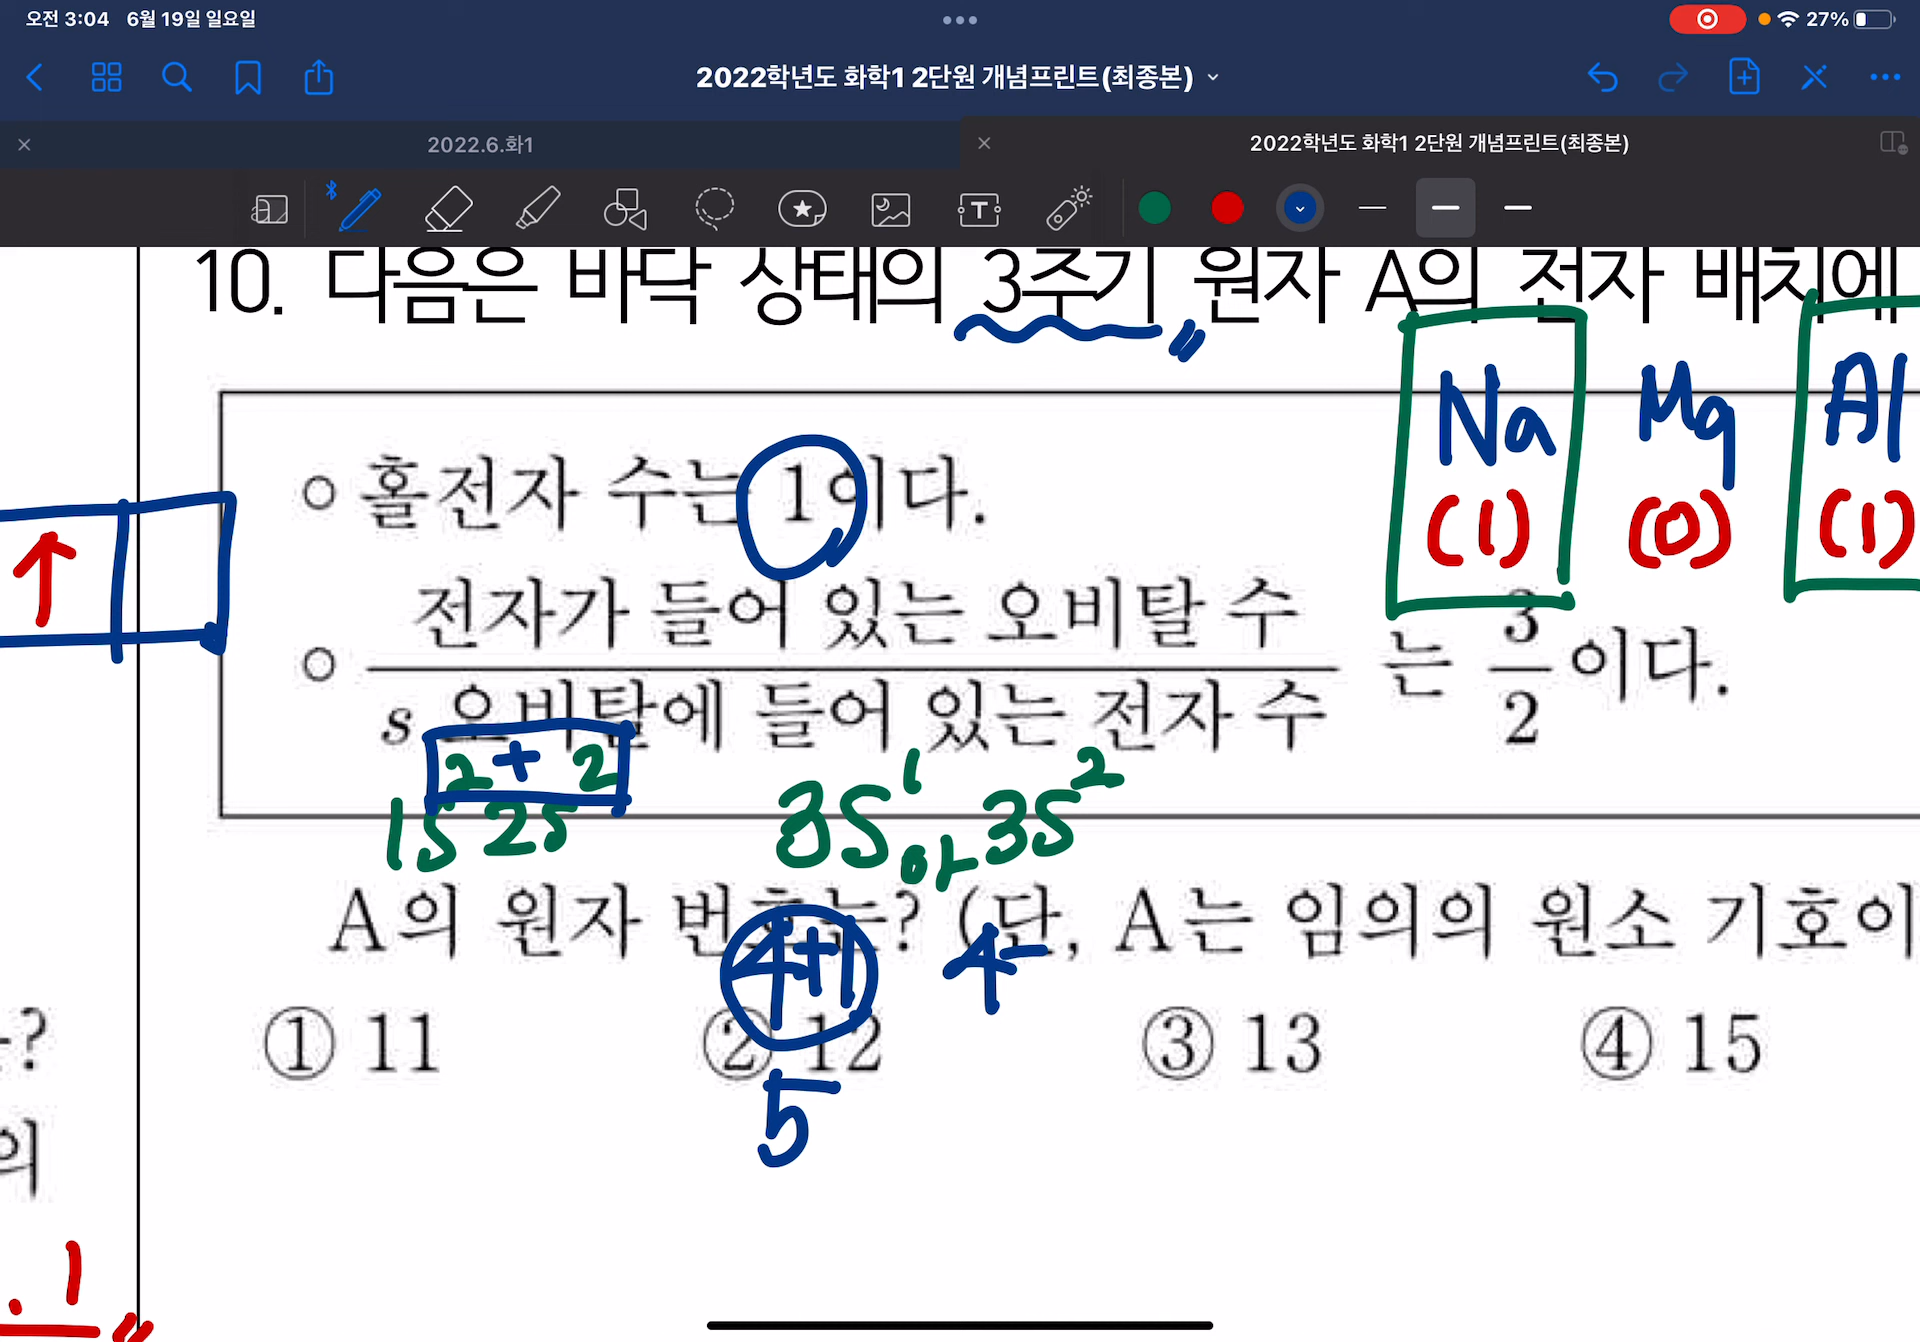 오전 3:04 6월 19일 일요일
27%
2022학년도 화학1 2단원 개념프린트(최종본)
2022.6.화1
2022학년도 화학1 2단원 개념프린트(최종본)
10. 다음은 바닥 상태의 3주기 원자 A의 전자 배치에
Na Mg Al
(1) (0) (1)
○ 홀전자 수는 1이다.
○ 전자가 들어 있는 오비탈 수
s 오비탈에 들어 있는 전자 수
는 3/2 이다.
2 + 2
1s 2s 3s¹ or 3s²
A의 원자 번호는? (단, A는 임의의 원소 기호이
4+1 4
① 11 ② 12 ③ 13 ④ 15
5
?
의
. 1